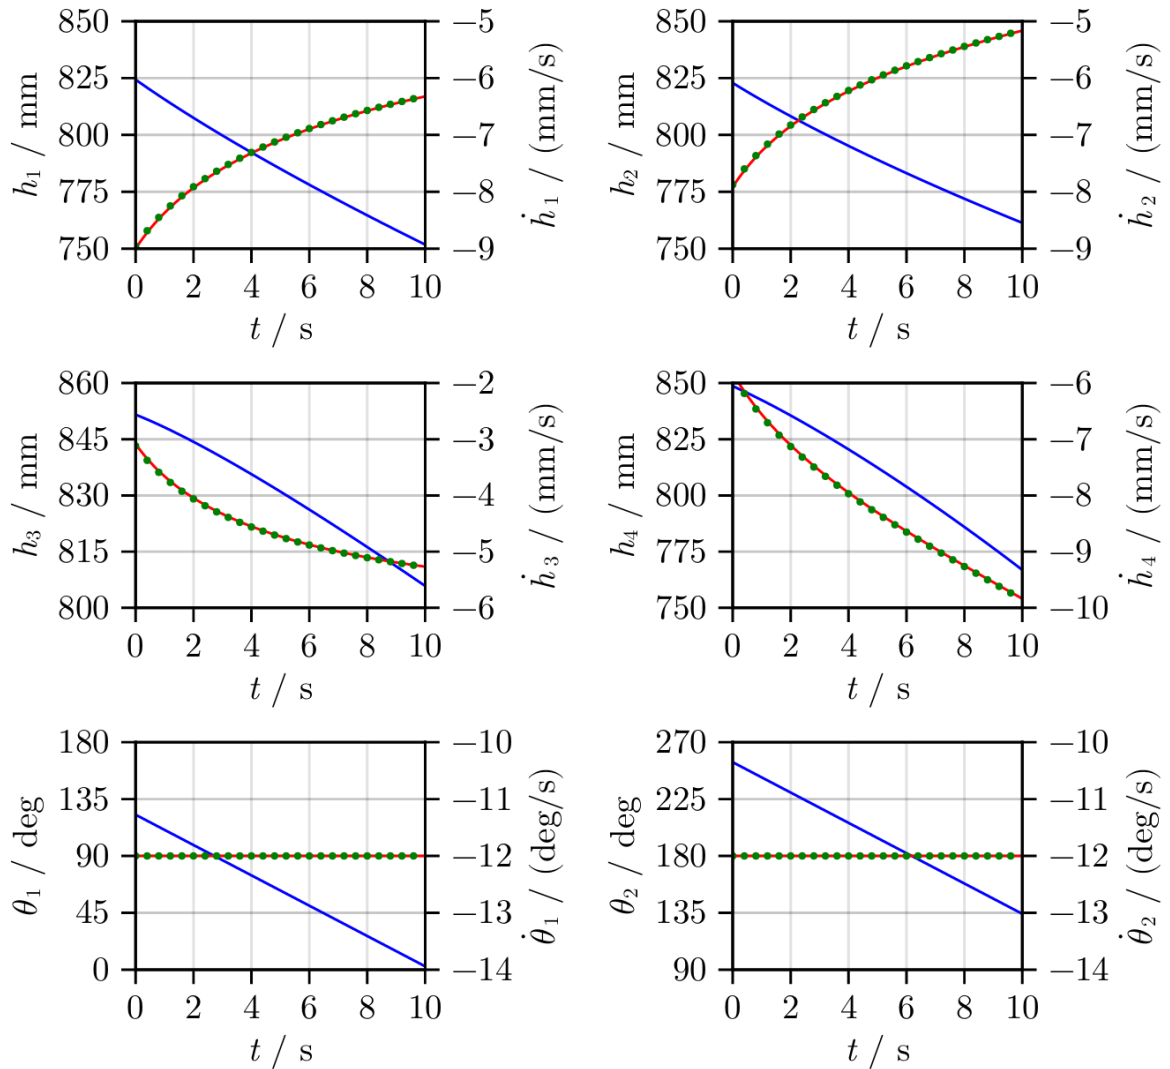 850 −5 850 −5
825 −6 825 −6
h₁ / mm 800 −7 ḣ₁ / (mm/s) h₂ / mm 800 −7 ḣ₂ / (mm/s)
775 −8 775 −8
750 −9 750 −9
0 2 4 6 8 10 0 2 4 6 8 10
t / s t / s
860 −2 850 −6
845 −3 825 −7
h₃ / mm 830 −4 ḣ₃ / (mm/s) h₄ / mm 800 −8 ḣ₄ / (mm/s)
815 −5 775 −9
800 −6 750 −10
0 2 4 6 8 10 0 2 4 6 8 10
t / s t / s
180 −10 270 −10
135 −11 225 −11
θ₁ / deg 90 −12 θ̇₁ / (deg/s) θ₂ / deg 180 −12 θ̇₂ / (deg/s)
45 −13 135 −13
0 −14 90 −14
0 2 4 6 8 10 0 2 4 6 8 10
t / s t / s